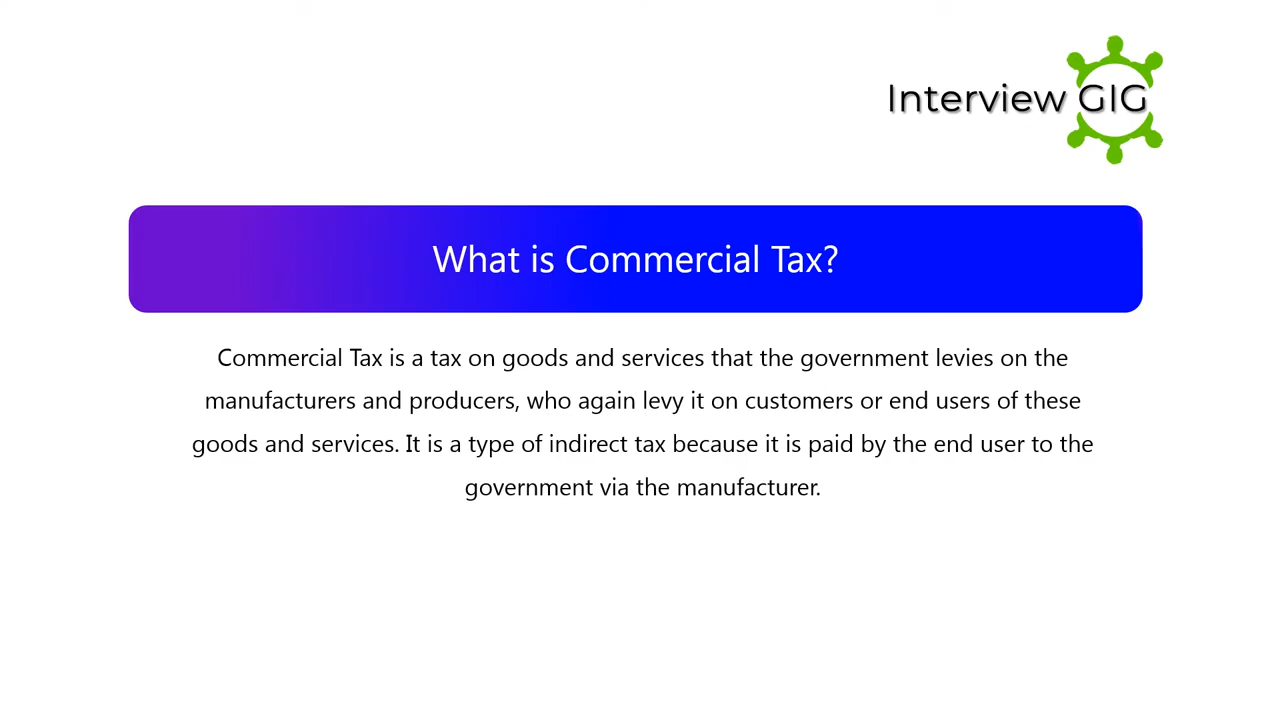 Interview GIG
What is Commercial Tax?
Commercial Tax is a tax on goods and services that the government levies on the
manufacturers and producers, who again levy it on customers or end users of these
goods and services. It is a type of indirect tax because it is paid by the end user to the
government via the manufacturer.